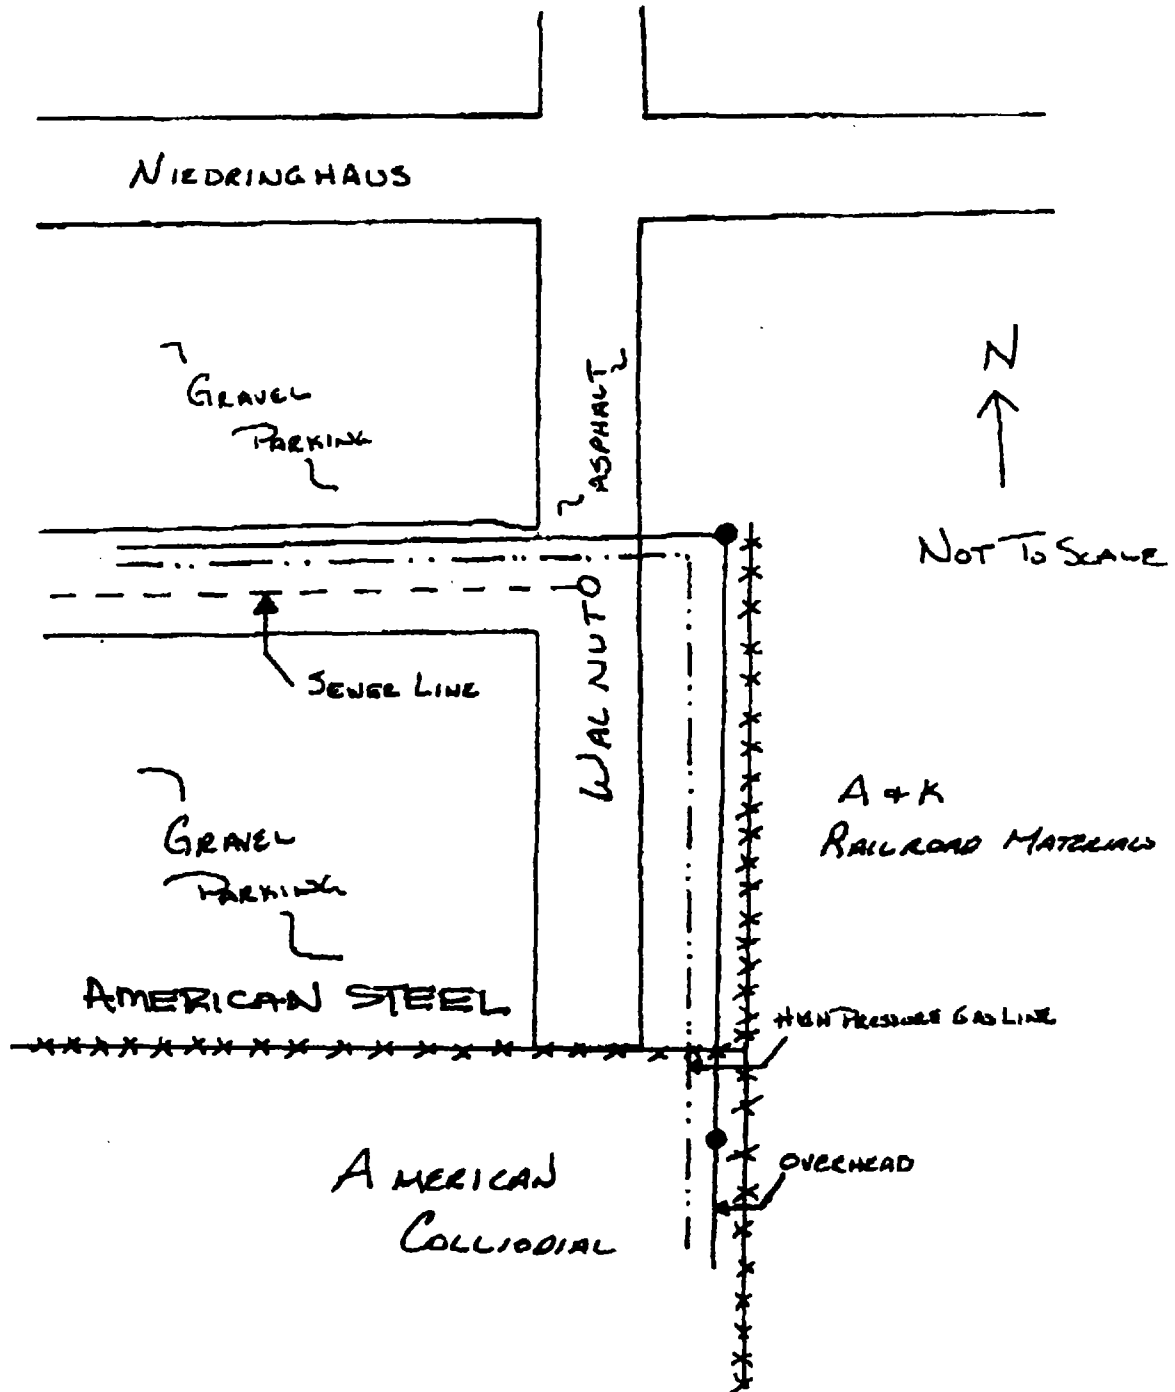 NIEDRINGHAUS
GRAVEL
PARKING
ASPHALT
N
NOT TO SCALE
SEWER LINE
WALNUT
A & K
RAILROAD MATERIALS
GRAVEL
PARKING
AMERICAN STEEL
HIGH PRESSURE GAS LINE
OVERHEAD
AMERICAN
COLLIODIAL